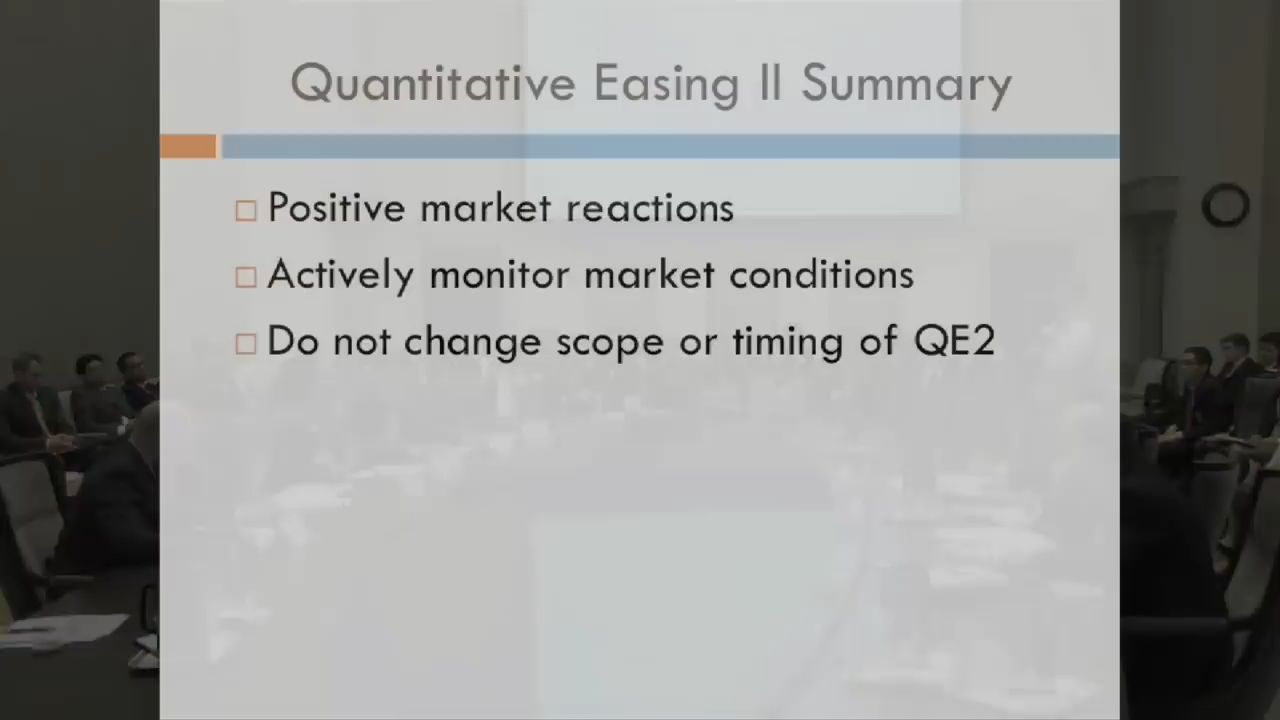 Quantitative Easing II Summary
Positive market reactions
Actively monitor market conditions
Do not change scope or timing of QE2